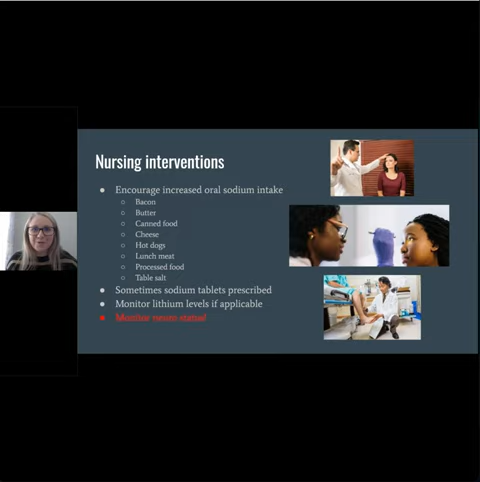 Nursing interventions
Encourage increased oral sodium intake
Bacon
Butter
Canned food
Cheese
Hot dogs
Lunch meat
Processed food
Table salt
Sometimes sodium tablets prescribed
Monitor lithium levels if applicable
Monitor neuro status!